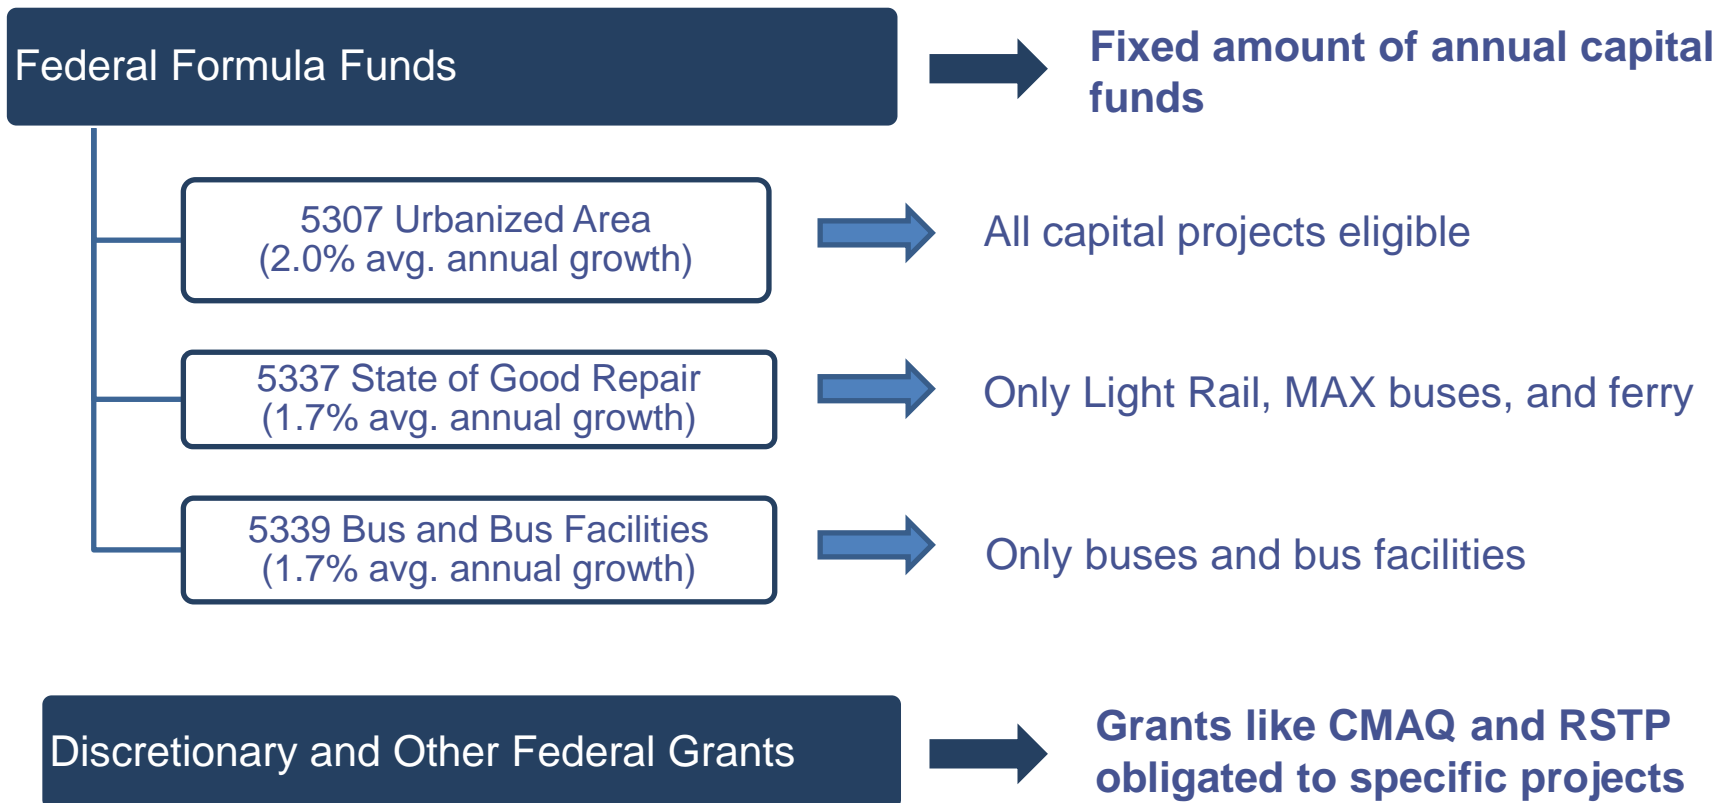 Federal Formula Funds
Fixed amount of annual capital
funds
5307 Urbanized Area
(2.0% avg. annual growth)
All capital projects eligible
5337 State of Good Repair
(1.7% avg. annual growth)
Only Light Rail, MAX buses, and ferry
5339 Bus and Bus Facilities
(1.7% avg. annual growth)
Only buses and bus facilities
Discretionary and Other Federal Grants
Grants like CMAQ and RSTP
obligated to specific projects